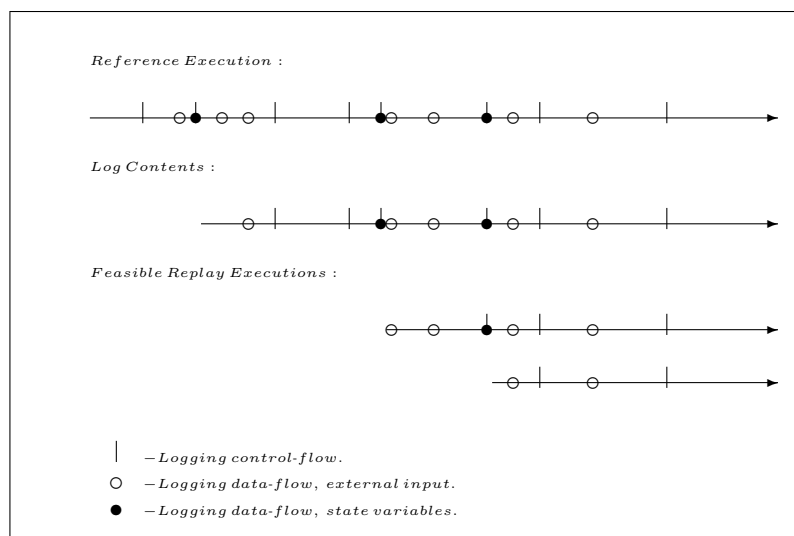 Reference Execution :
Log Contents :
Feasible Replay Executions :
−Logging control-flow.
−Logging data-flow, external input.
−Logging data-flow, state variables.